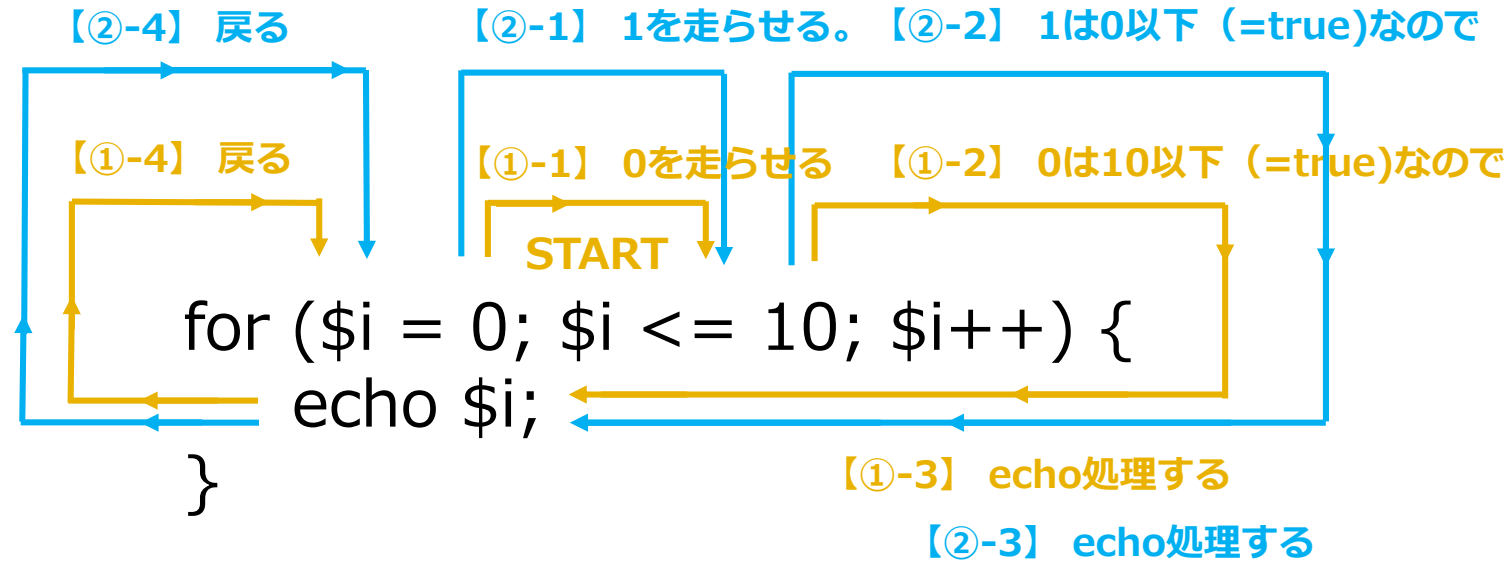 【②-4】 戻る
【②-1】 1を走らせる。
【②-2】 1は0以下（=true)なので
【①-4】 戻る
【①-1】 0を走らせる
【①-2】 0は10以下（=true)なので
START
for ($i = 0; $i <= 10; $i++) {
echo $i;
}
【①-3】 echo処理する
【②-3】 echo処理する